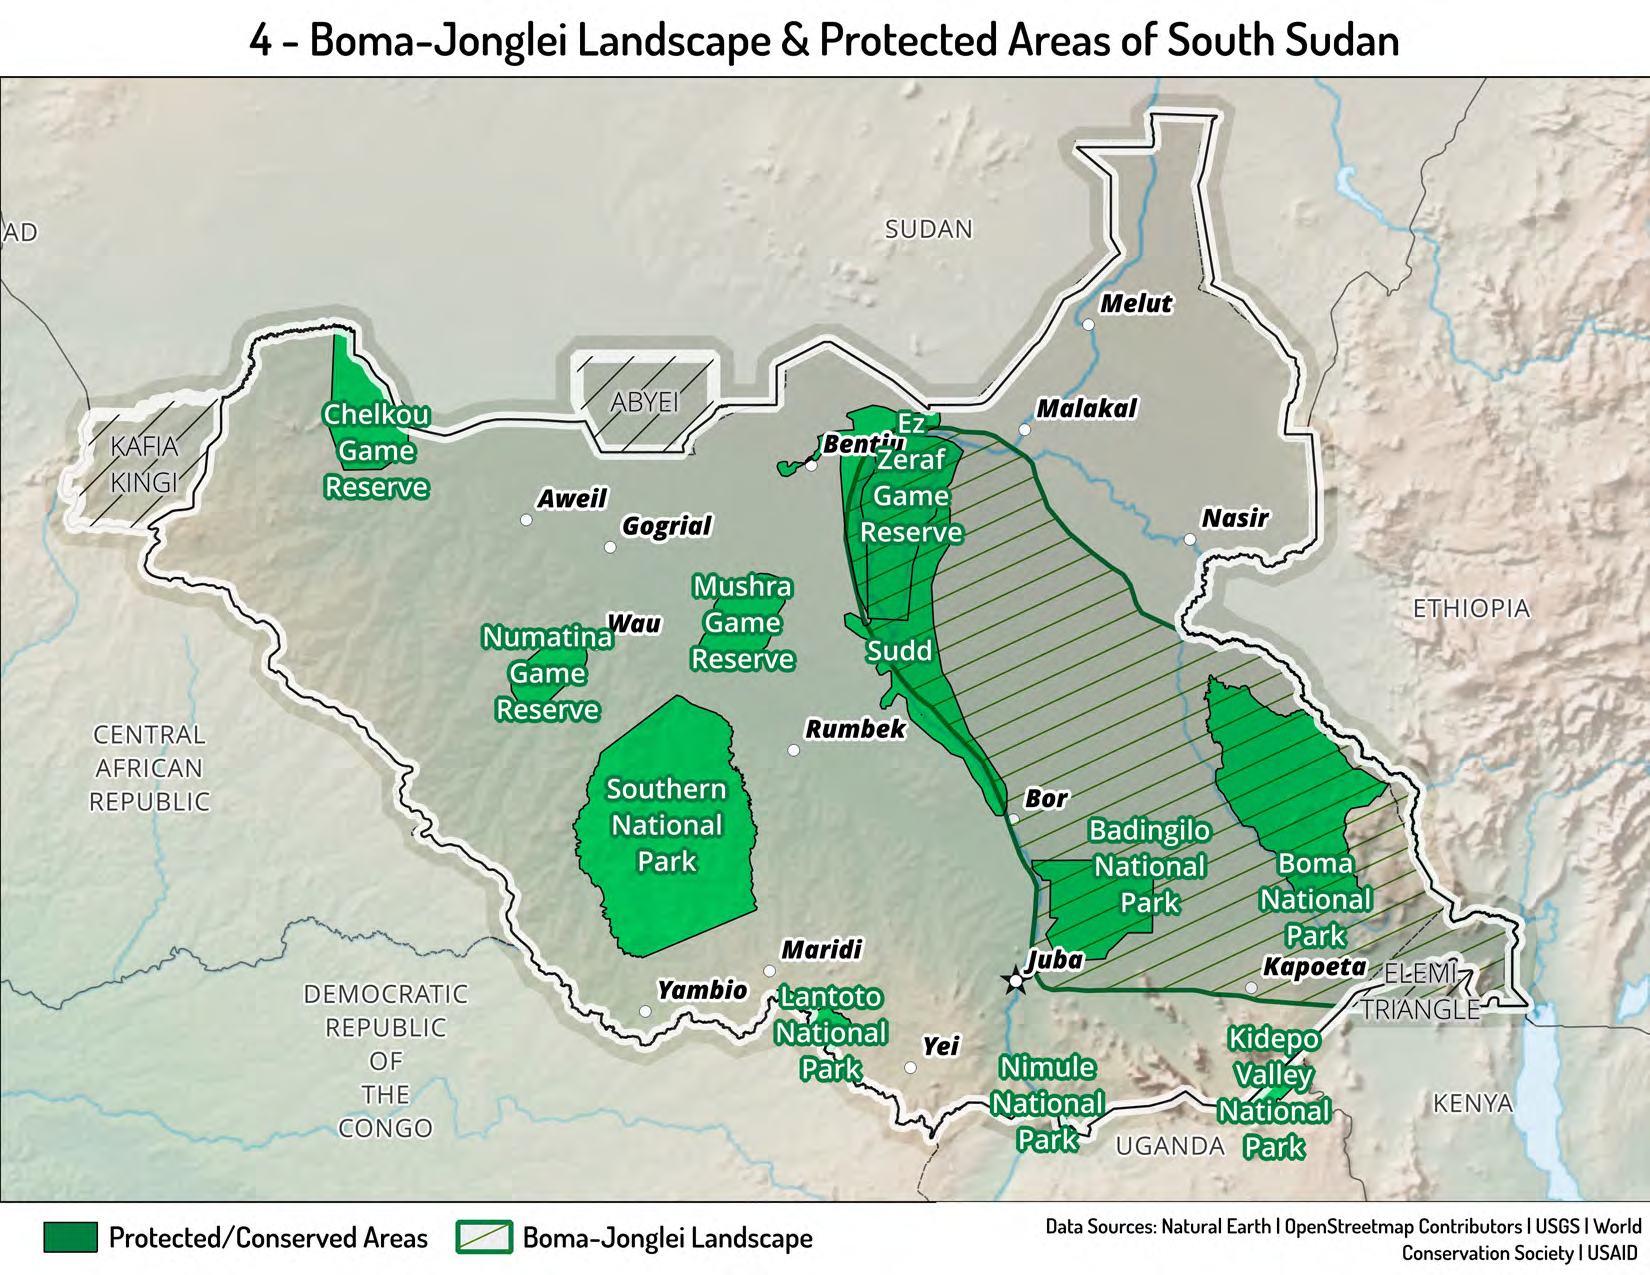 4 - Boma-Jonglei Landscape & Protected Areas of South Sudan
AD
SUDAN
Melut
Malakal
ABYEI
Chelkou
Game
Reserve
KAFIA
KINGI
Bentiu
Ez
Zeraf
Game
Reserve
Aweil
Gogrial
Nasir
Mushra
Game
Reserve
Wau
Numatina
Game
Reserve
ETHIOPIA
Sudd
Rumbek
CENTRAL
AFRICAN
REPUBLIC
Southern
National
Park
Bor
Badingilo
National
Park
Boma
National
Park
Maridi
Juba
Kapoeta
ELEMI
TRIANGLE
Yambio
DEMOCRATIC
REPUBLIC
OF
THE
CONGO
Lantoto
National
Park
Yei
Nimule
National
Park
Kidepo
Valley
National
Park
KENYA
UGANDA
Protected/Conserved Areas
Boma-Jonglei Landscape
Data Sources: Natural Earth | OpenStreetmap Contributors | USGS | World
Conservation Society | USAID